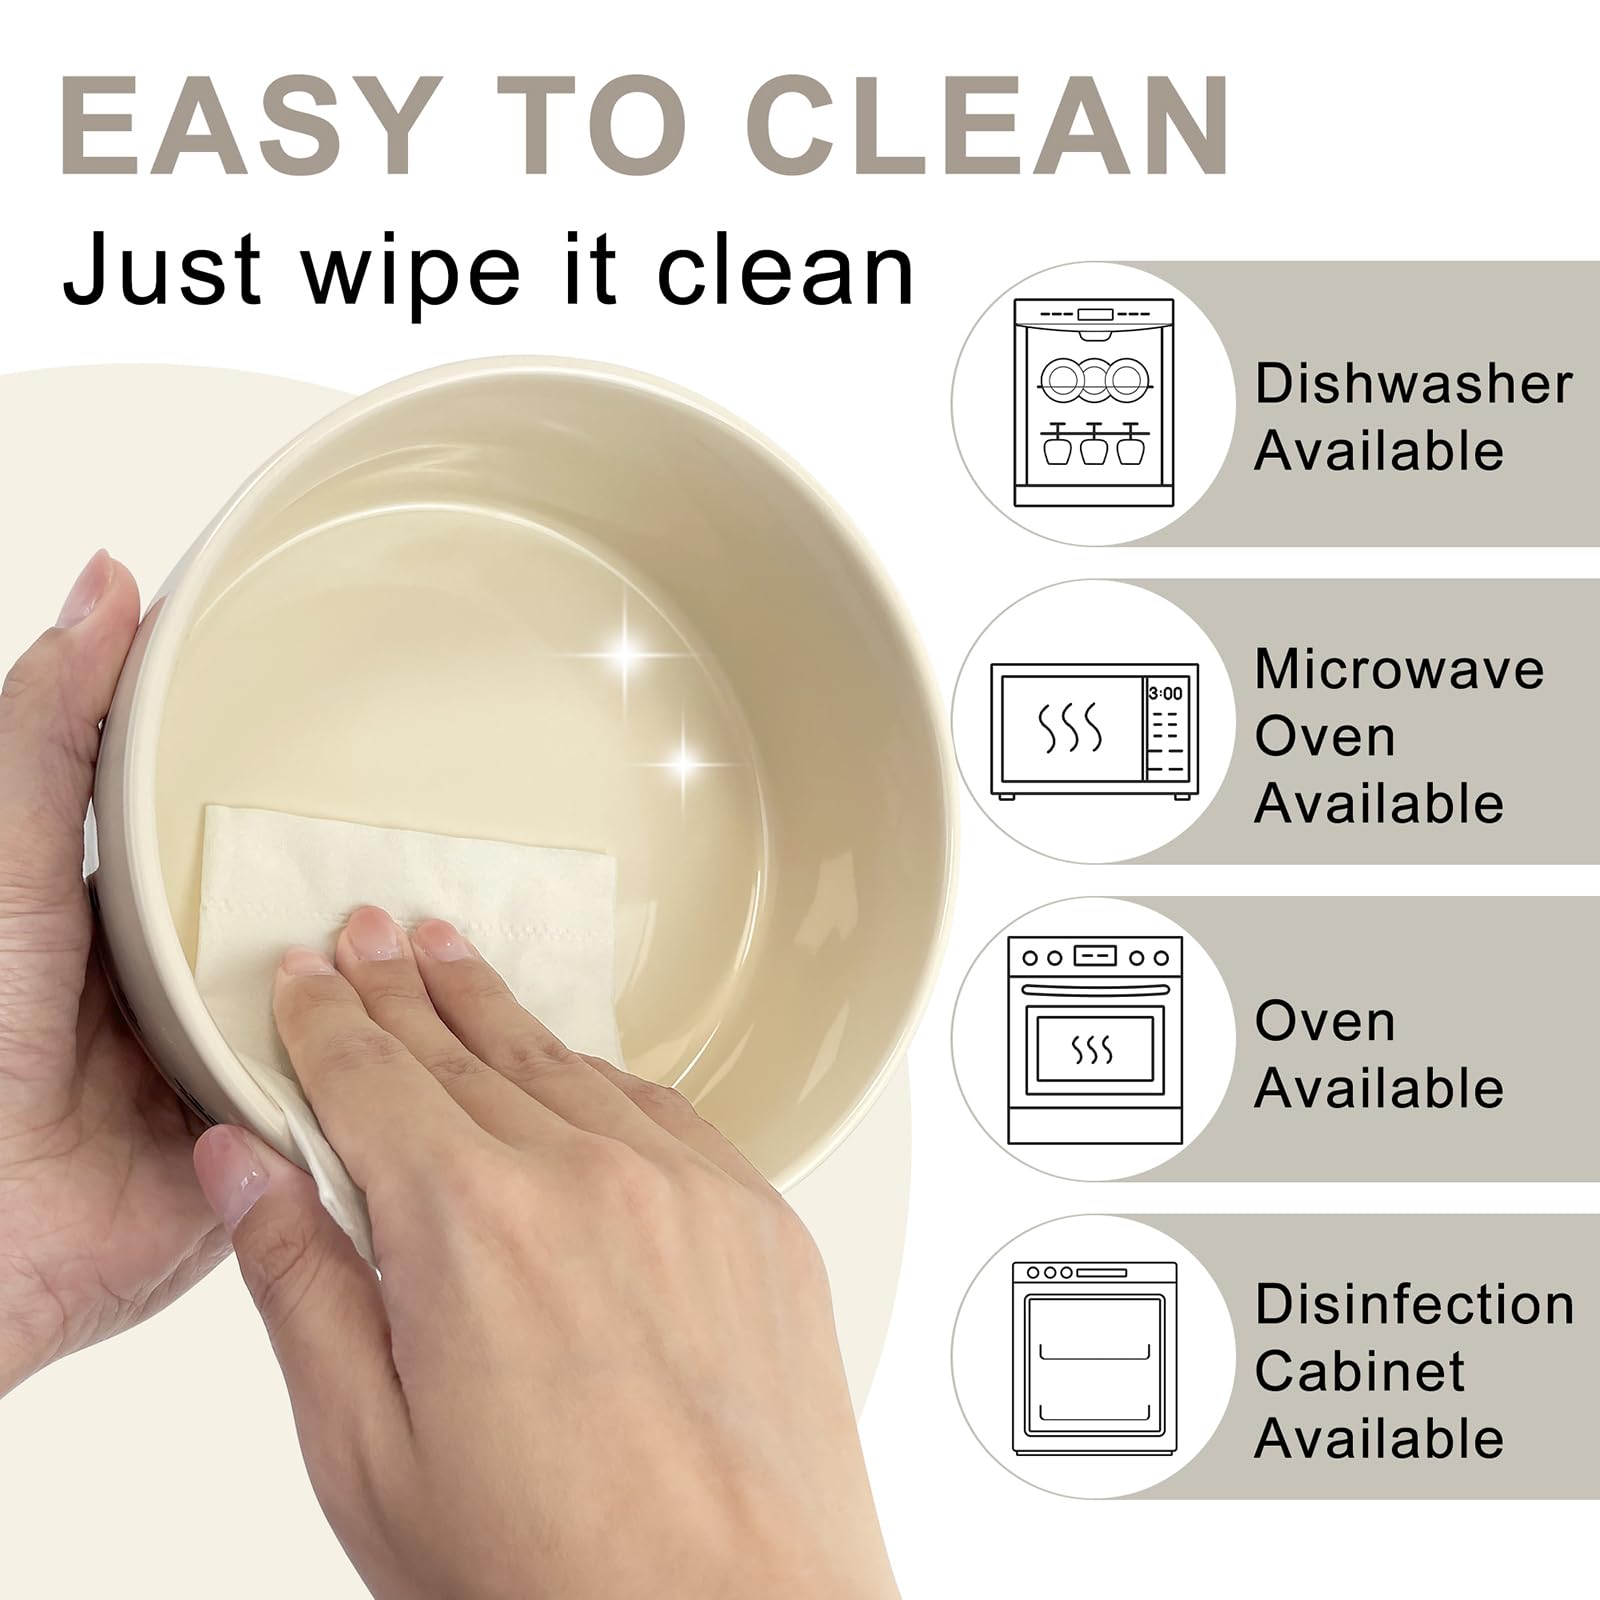 EASY TO CLEAN
Just wipe it clean
Dishwasher
Available
3:00
Microwave
Oven
Available
Oven
Available
Disinfection
Cabinet
Available